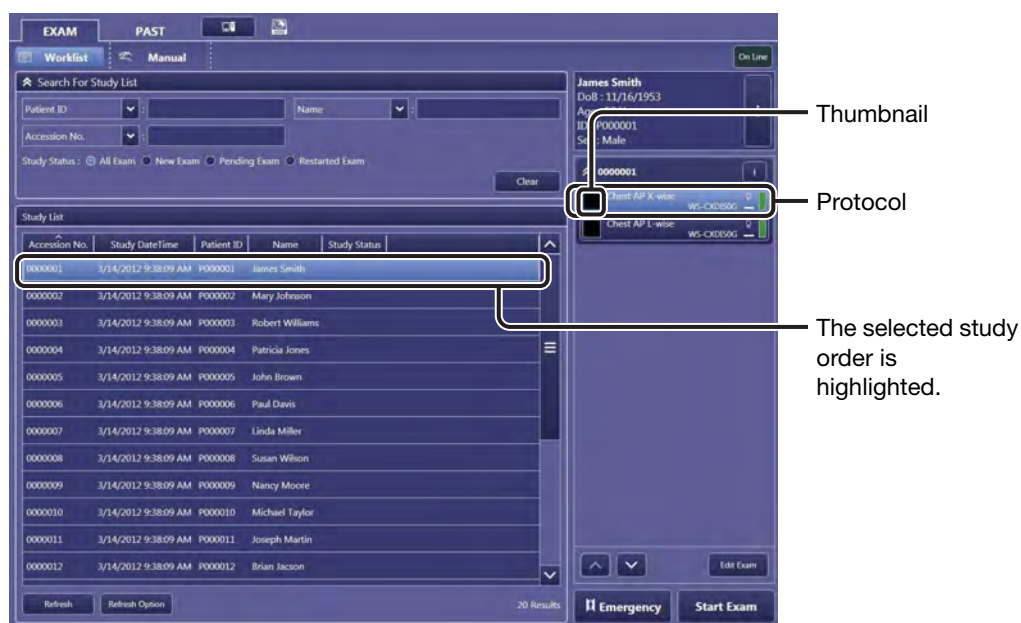 EXAM PAST
Worklist Manual On Line
Search For Study List
Patient ID : Name :
Accession No. :
Study Status : All Exam New Exam Pending Exam Restarted Exam
Clear
Study List
Accession No. Study DateTime Patient ID Name Study Status
0000001 3/14/2012 9:38:09 AM P000001 James Smith
0000002 3/14/2012 9:38:09 AM P000002 Mary Johnson
0000003 3/14/2012 9:38:09 AM P000003 Robert Williams
0000004 3/14/2012 9:38:09 AM P000004 Patricia Jones
0000005 3/14/2012 9:38:09 AM P000005 John Brown
0000006 3/14/2012 9:38:09 AM P000006 Paul Davis
0000007 3/14/2012 9:38:09 AM P000007 Linda Miller
0000008 3/14/2012 9:38:09 AM P000008 Susan Wilson
0000009 3/14/2012 9:38:09 AM P000009 Nancy Moore
0000010 3/14/2012 9:38:09 AM P000010 Michael Taylor
0000011 3/14/2012 9:38:09 AM P000011 Joseph Martin
0000012 3/14/2012 9:38:09 AM P000012 Brian Jacson
Refresh Refresh Option 20 Results
James Smith
DoB : 11/16/1953
P000001
: Male
0000001 i
Chest AP X-wise
WS-CXDI50G
Chest AP L-wise
WS-CXDI50G
Edit Exam
Emergency Start Exam
Thumbnail
Protocol
The selected study
order is
highlighted.